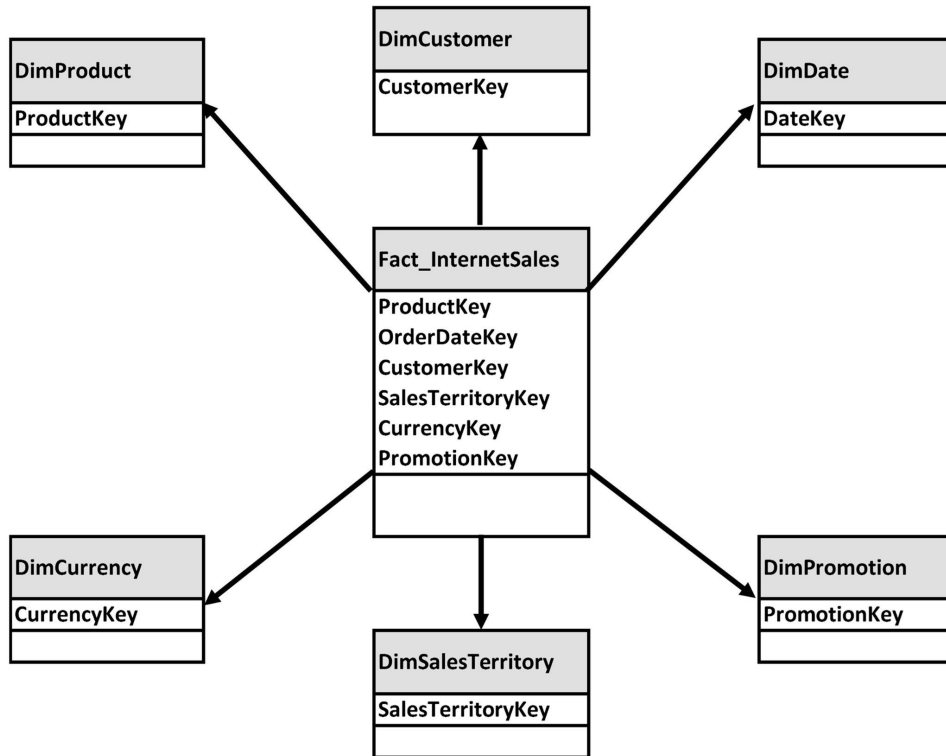 DimCustomer
CustomerKey
DimProduct
ProductKey
DimDate
DateKey
Fact_InternetSales
ProductKey
OrderDateKey
CustomerKey
SalesTerritoryKey
CurrencyKey
PromotionKey
DimCurrency
CurrencyKey
DimPromotion
PromotionKey
DimSalesTerritory
SalesTerritoryKey